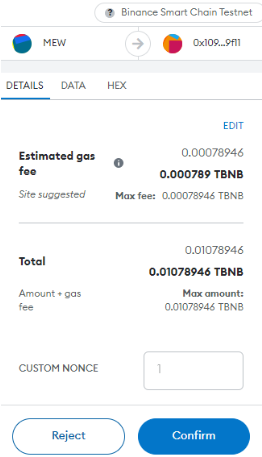 Binance Smart Chain Testnet
MEW 0x109...9f11
DETAILS DATA HEX
EDIT
Estimated gas fee 0.00078946
0.000789 TBNB
Site suggested Max fee: 0.00078946 TBNB
Total 0.01078946
0.01078946 TBNB
Amount + gas fee Max amount:
0.01078946 TBNB
CUSTOM NONCE 1
Reject Confirm